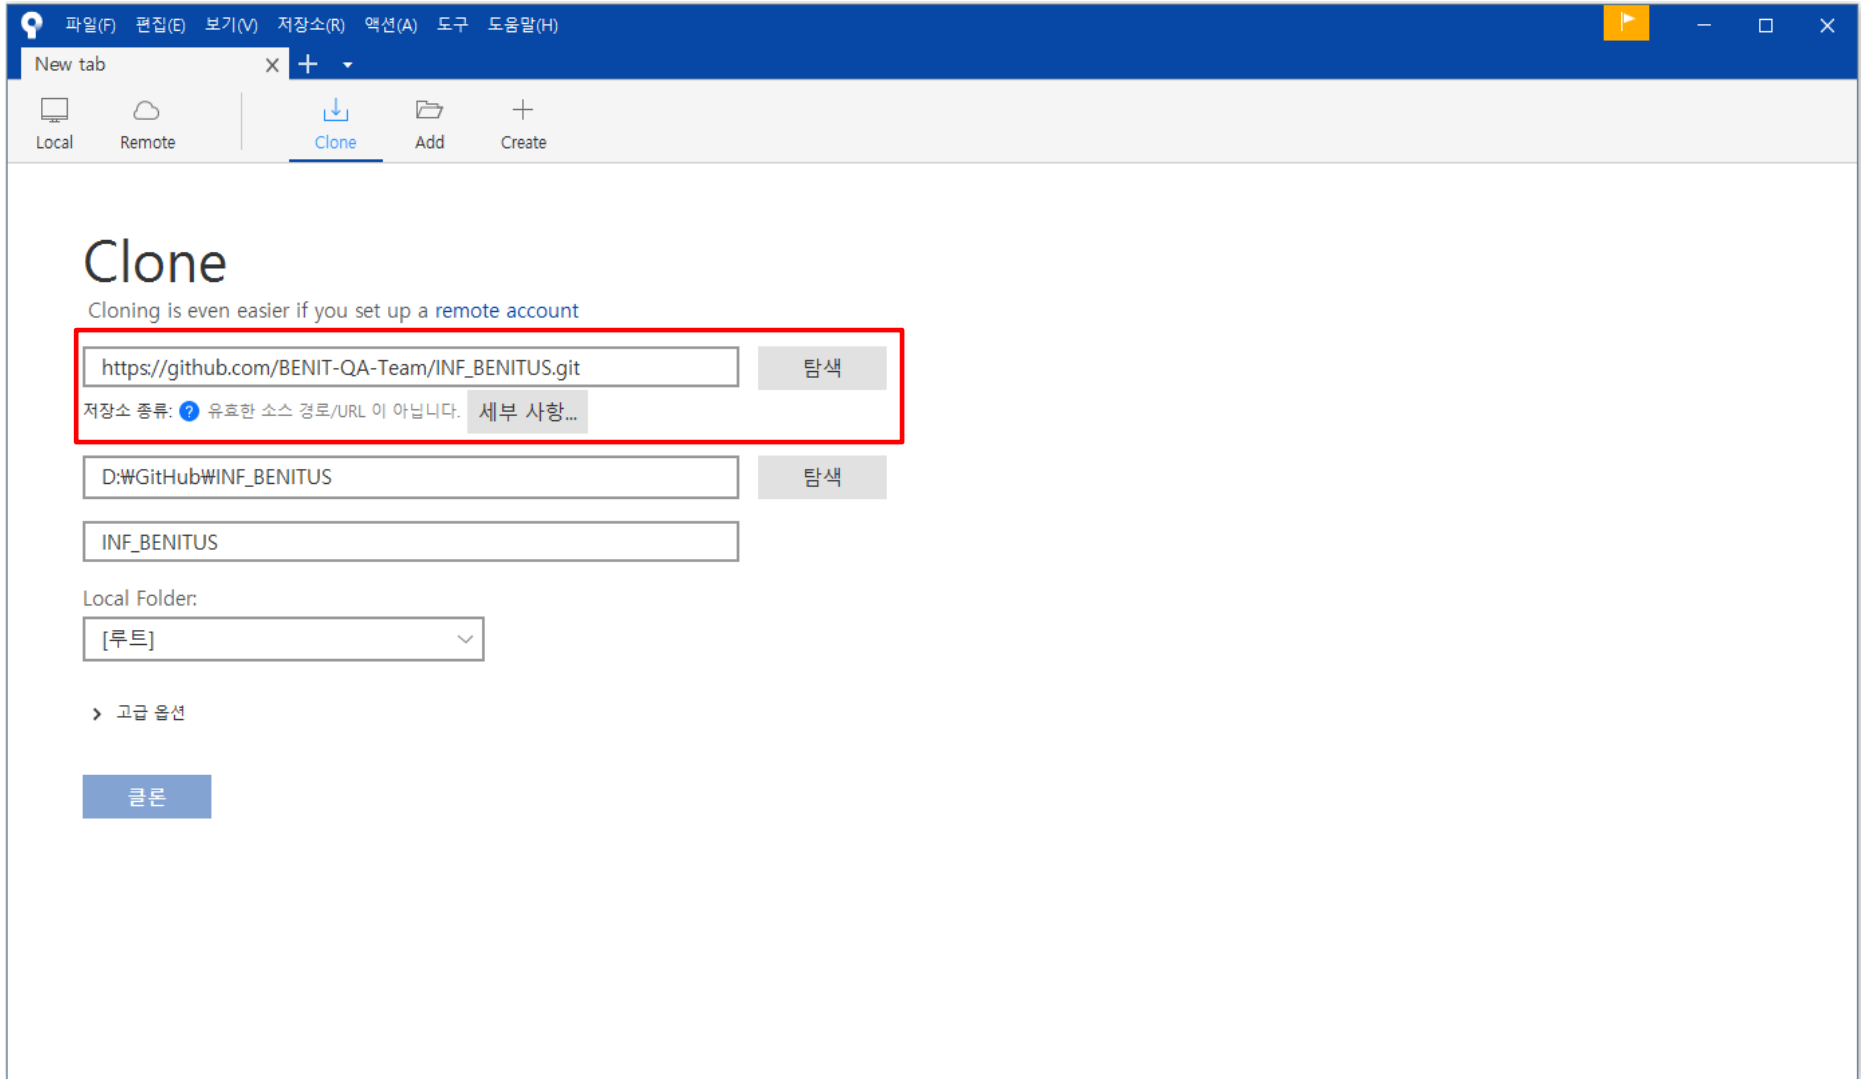 파일(F) 편집(E) 보기(V) 저장소(R) 액션(A) 도구 도움말(H)
New tab
Local Remote Clone Add Create
Clone
Cloning is even easier if you set up a remote account
https://github.com/BENIT-QA-Team/INF_BENITUS.git 탐색
저장소 종류: ? 유효한 소스 경로/URL 이 아닙니다. 세부 사항...
D:₩GitHub₩INF_BENITUS 탐색
INF_BENITUS
Local Folder:
[루트]
고급 옵션
클론